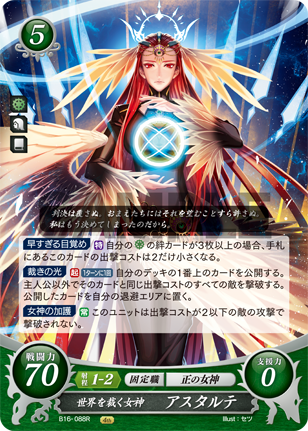 5
判決は覆さぬ。おまえたちにはそれを望むことすら許さぬ。
私はもう決めてしまったのだから。
早すぎる目覚め 特 自分の の絆カードが3枚以上の場合、手札にあるこのカードの出撃コストは2だけ小さくなる。
裁きの光 起 1ターンに1回 自分のデッキの1番上のカードを公開する。
主人公以外でそのカードと同じ出撃コストのすべての敵を撃破する。
公開したカードを自分の退避エリアに置く。
女神の加護 常 このユニットは出撃コストが2以下の敵の攻撃で
撃破されない。
戦闘力
70
射程 1-2 固定職 正の女神
支援力
0
世界を裁く女神 アスタルテ
B16-088R
Illust:セツ